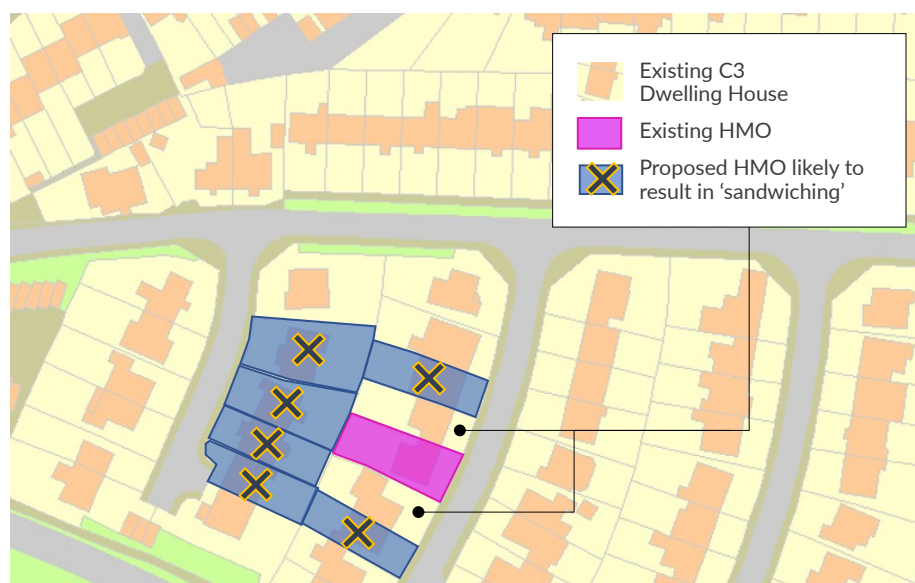 Existing C3
Dwelling House
Existing HMO
Proposed HMO likely to
result in ‘sandwiching’